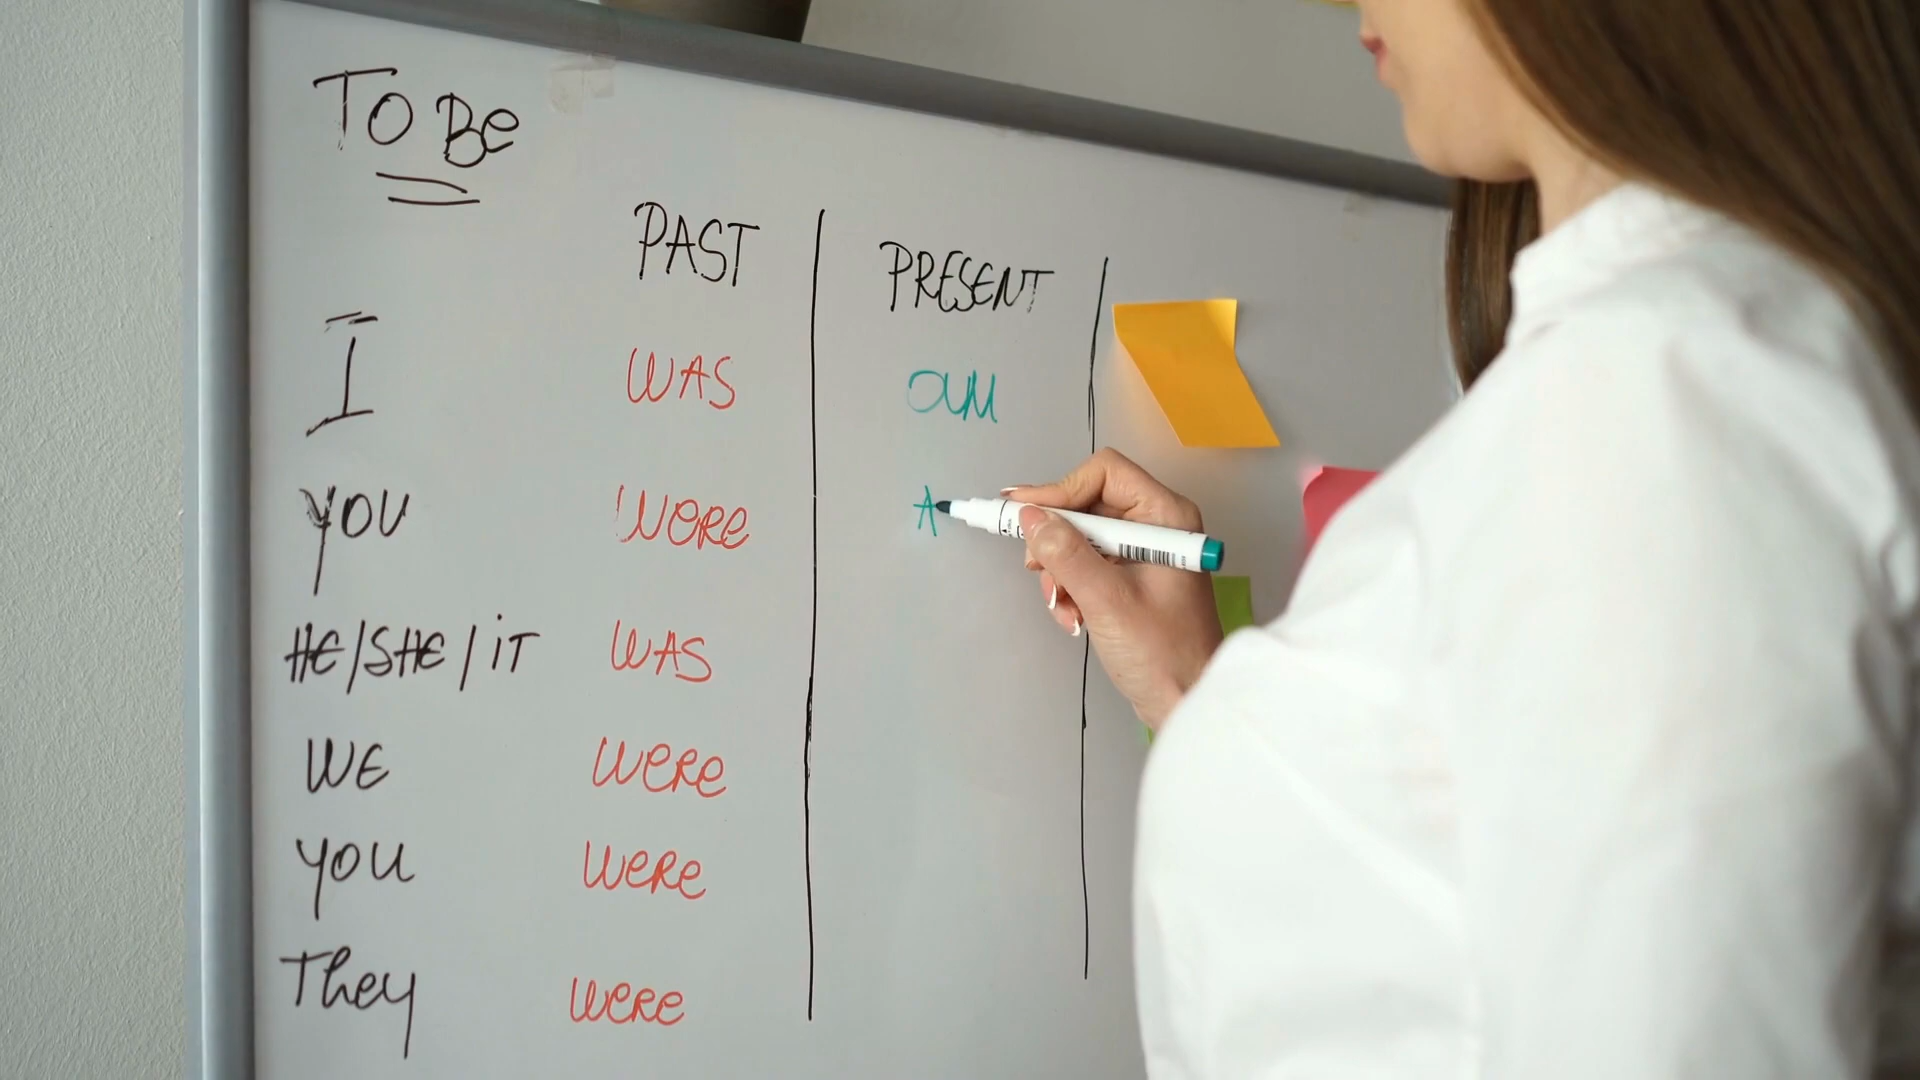 To Be
PAST PRESENT
I WAS am
YOU WERE A
HE/SHE/iT WAS
WE WeRe
YOU WeRe
They WeRe